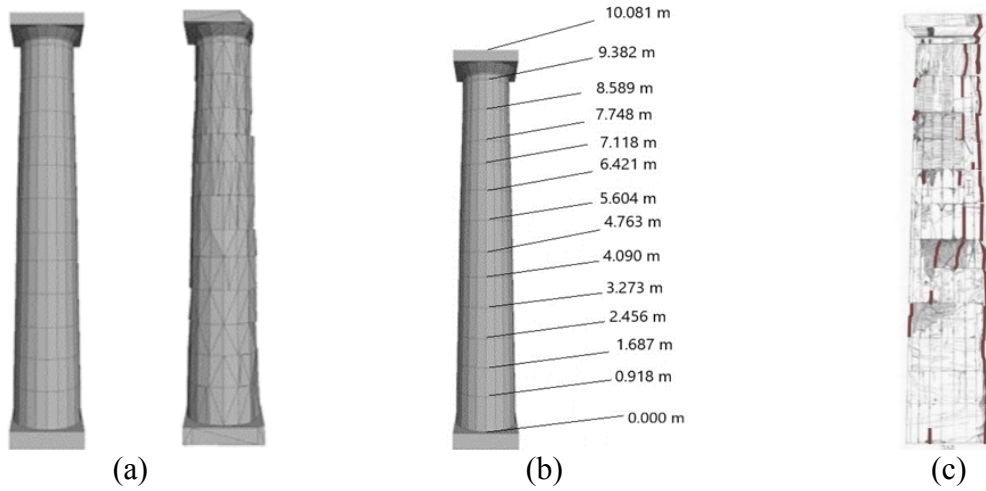 10.081 m
9.382 m
8.589 m
7.748 m
7.118 m
6.421 m
5.604 m
4.763 m
4.090 m
3.273 m
2.456 m
1.687 m
0.918 m
0.000 m
(a) (b) (c)